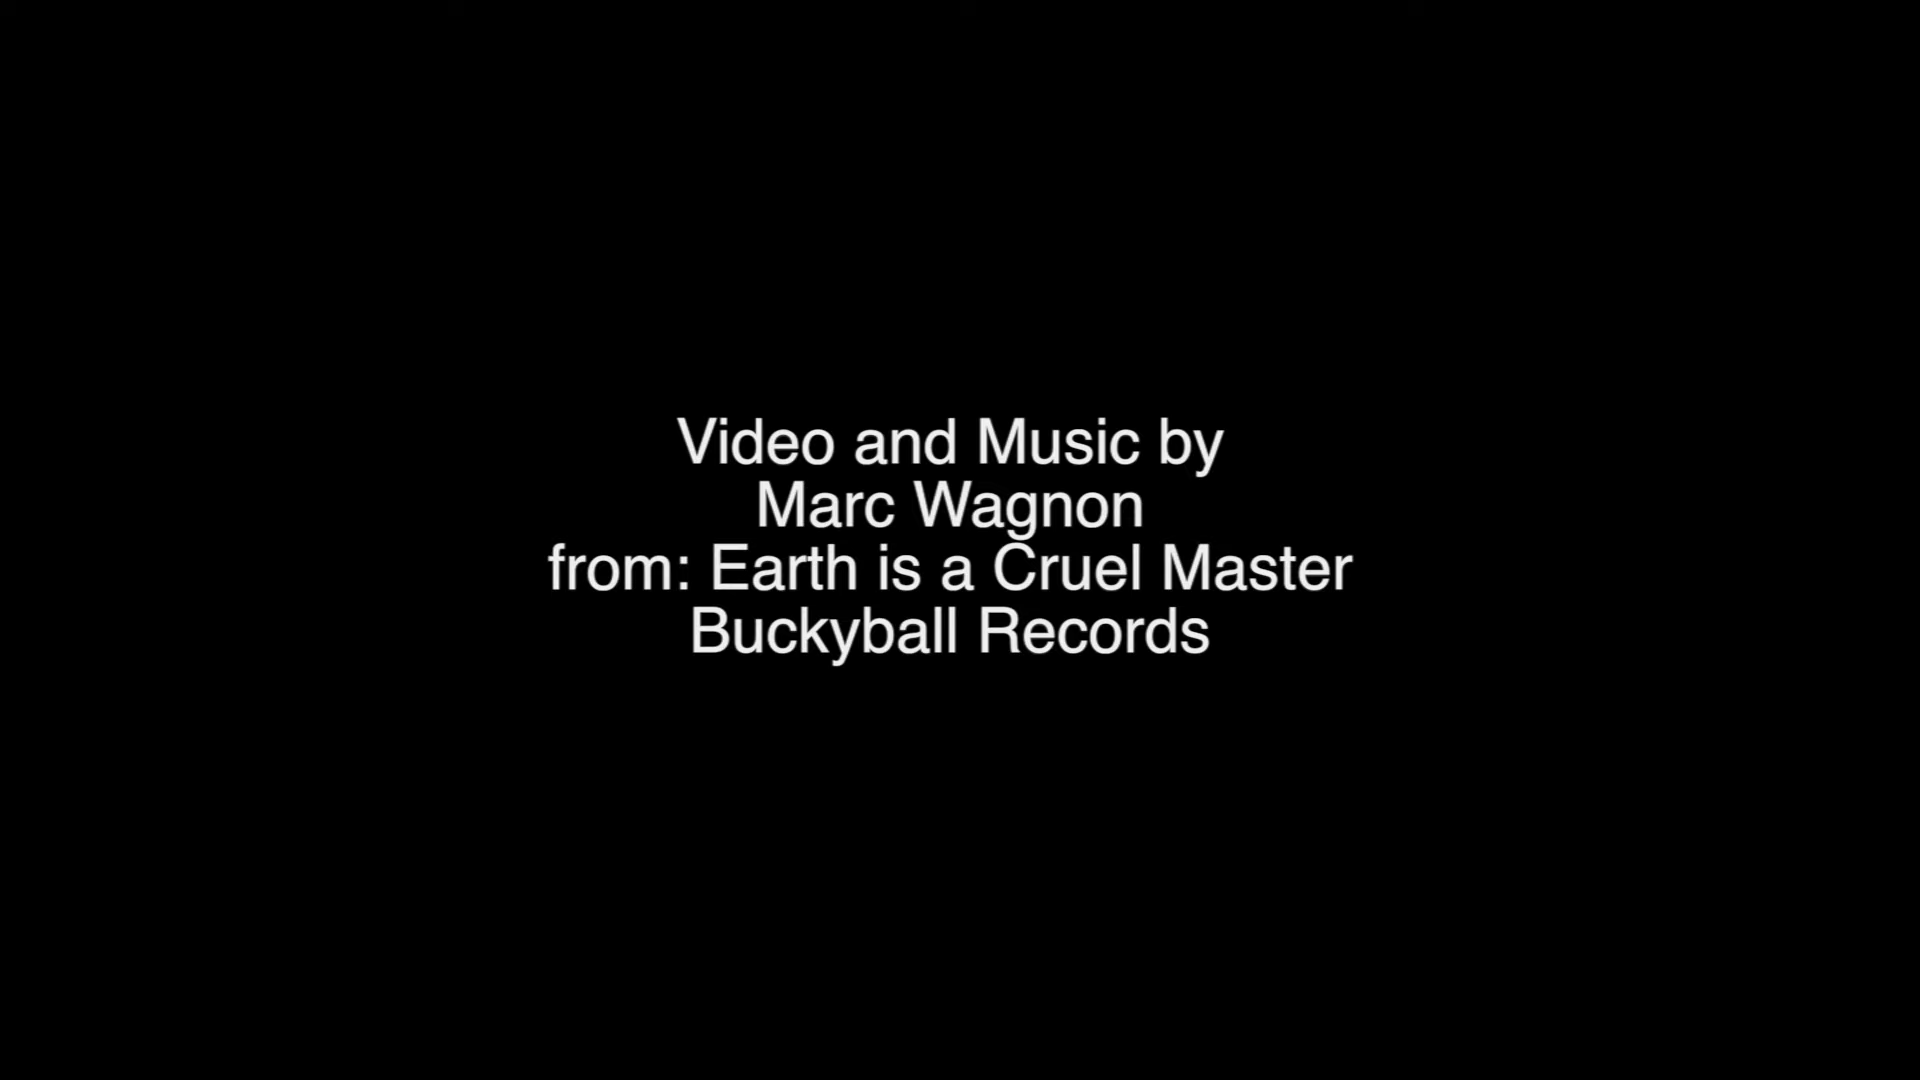 Video and Music by
Marc Wagnon
from: Earth is a Cruel Master
Buckyball Records